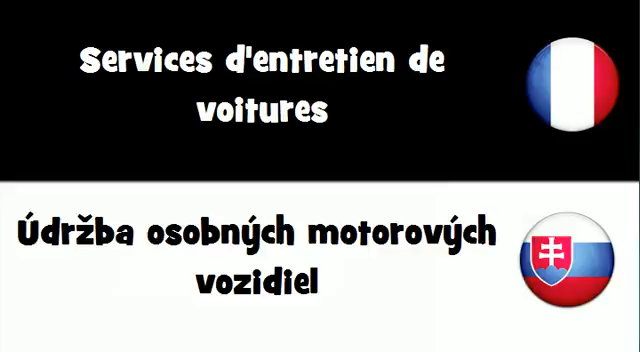 Services d'entretien de
voitures
Údržba osobných motorových
vozidiel